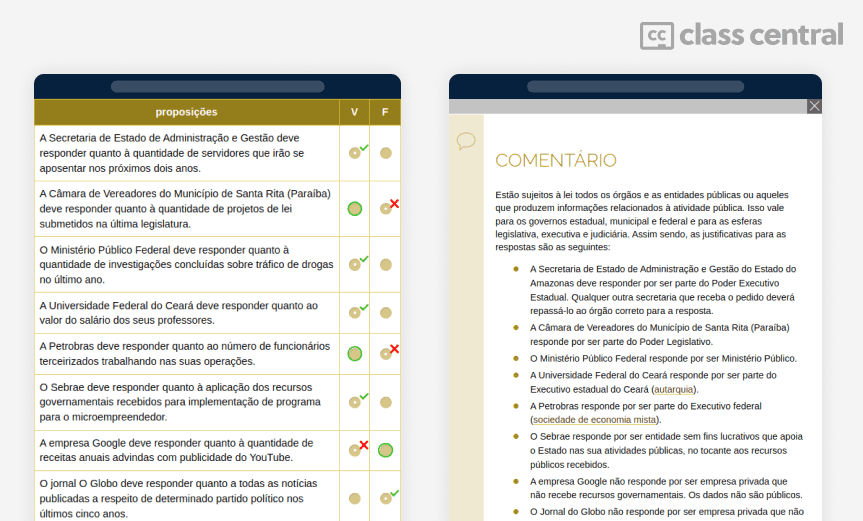 cc class central
proposições V F
A Secretaria de Estado de Administração e Gestão deve
responder quanto à quantidade de servidores que irão se
aposentar nos próximos dois anos.
A Câmara de Vereadores do Município de Santa Rita (Paraíba)
deve responder quanto à quantidade de projetos de lei
submetidos na última legislatura.
O Ministério Público Federal deve responder quanto à
quantidade de investigações concluídas sobre tráfico de drogas
no último ano.
A Universidade Federal do Ceará deve responder quanto ao
valor do salário dos seus professores.
A Petrobras deve responder quanto ao número de funcionários
terceirizados trabalhando nas suas operações.
O Sebrae deve responder quanto à aplicação dos recursos
governamentais recebidos para implementação de programa
para o microempreendedor.
A empresa Google deve responder quanto à quantidade de
receitas anuais advindas com publicidade do YouTube.
O jornal O Globo deve responder quanto a todas as notícias
publicadas a respeito de determinado partido político nos
últimos cinco anos.
COMENTÁRIO
Estão sujeitos à lei todos os órgãos e as entidades públicas ou aqueles
que produzem informações relacionados à atividade pública. Isso vale
para os governos estadual, municipal e federal e para as esferas
legislativa, executiva e judiciária. Assim sendo, as justificativas para as
respostas são as seguintes:
A Secretaria de Estado de Administração e Gestão do Estado do
Amazonas deve responder por ser parte do Poder Executivo
Estadual. Qualquer outra secretaria que receba o pedido deverá
repassá-lo ao órgão correto para a resposta.
A Câmara de Vereadores do Município de Santa Rita (Paraíba)
responde por ser parte do Poder Legislativo.
O Ministério Público Federal responde por ser Ministério Público.
A Universidade Federal do Ceará responde por ser parte do
Executivo estadual do Ceará (autarquia).
A Petrobras responde por ser parte do Executivo federal
(sociedade de economia mista).
O Sebrae responde por ser entidade sem fins lucrativos que apoia
o Estado nas sua atividades públicas, no tocante aos recursos
públicos recebidos.
A empresa Google não responde por ser empresa privada que
não recebe recursos governamentais. Os dados não são públicos.
O Jornal do Globo não responde por ser empresa privada que não